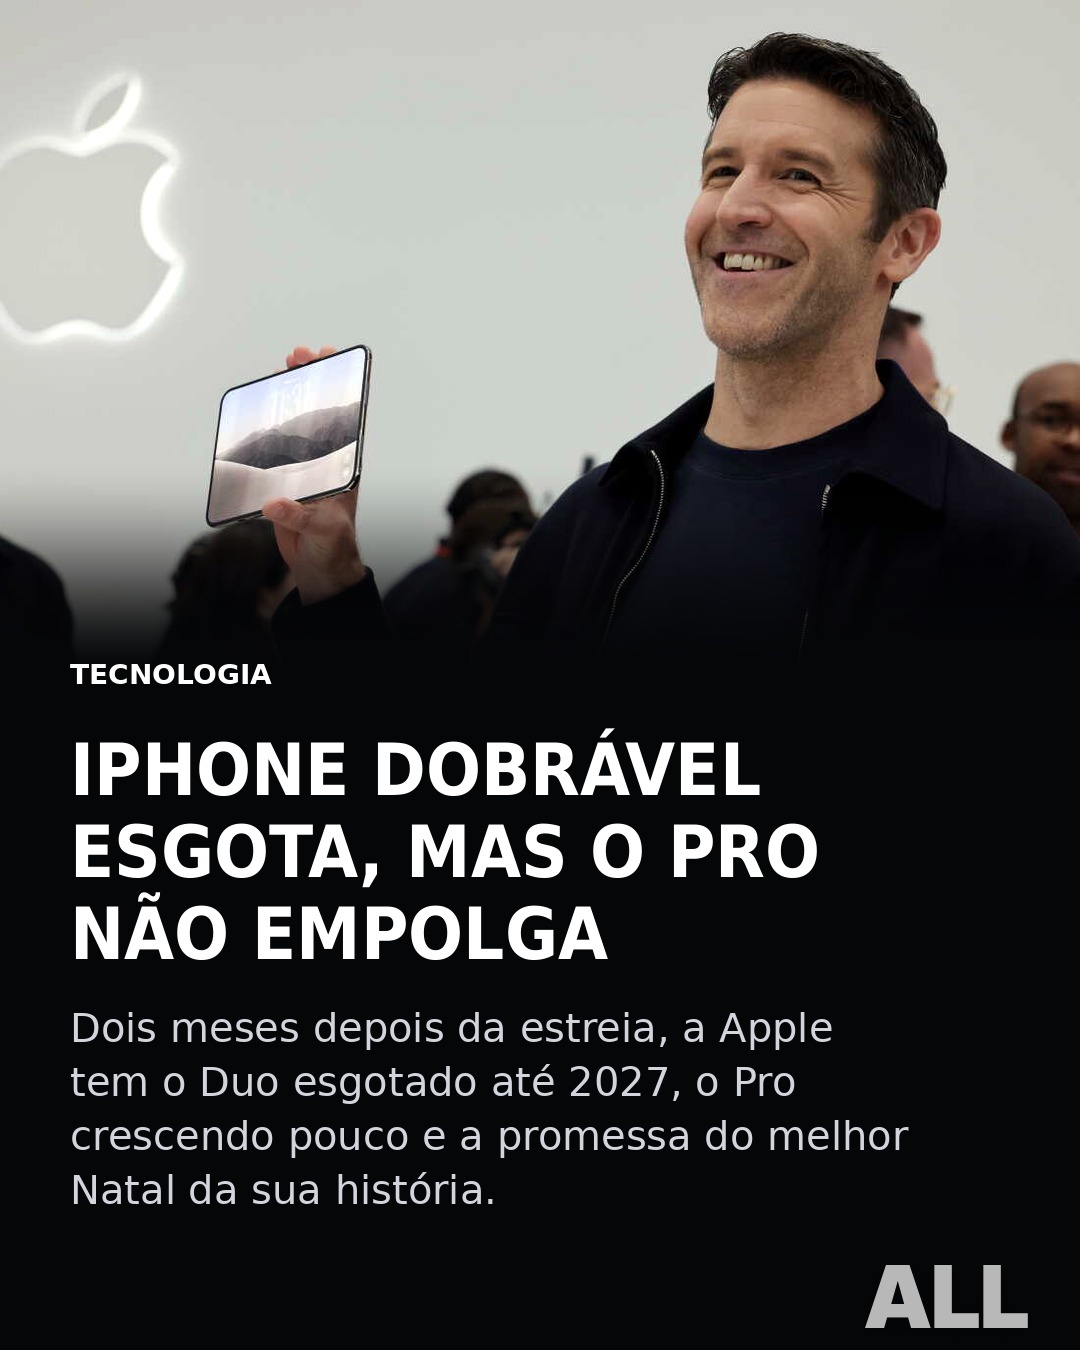 TECNOLOGIA
IPHONE DOBRÁVEL
ESGOTA, MAS O PRO
NÃO EMPOLGA
Dois meses depois da estreia, a Apple
tem o Duo esgotado até 2027, o Pro
crescendo pouco e a promessa do melhor
Natal da sua história.
ALL